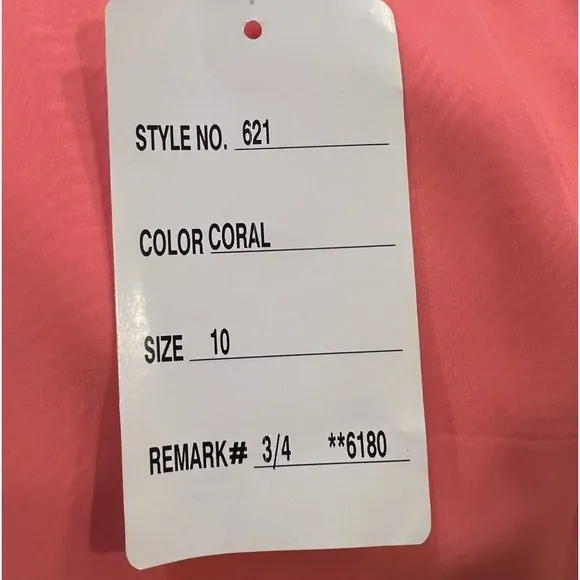 STYLE NO. 621
COLOR CORAL
SIZE 10
REMARK# 3/4 **6180